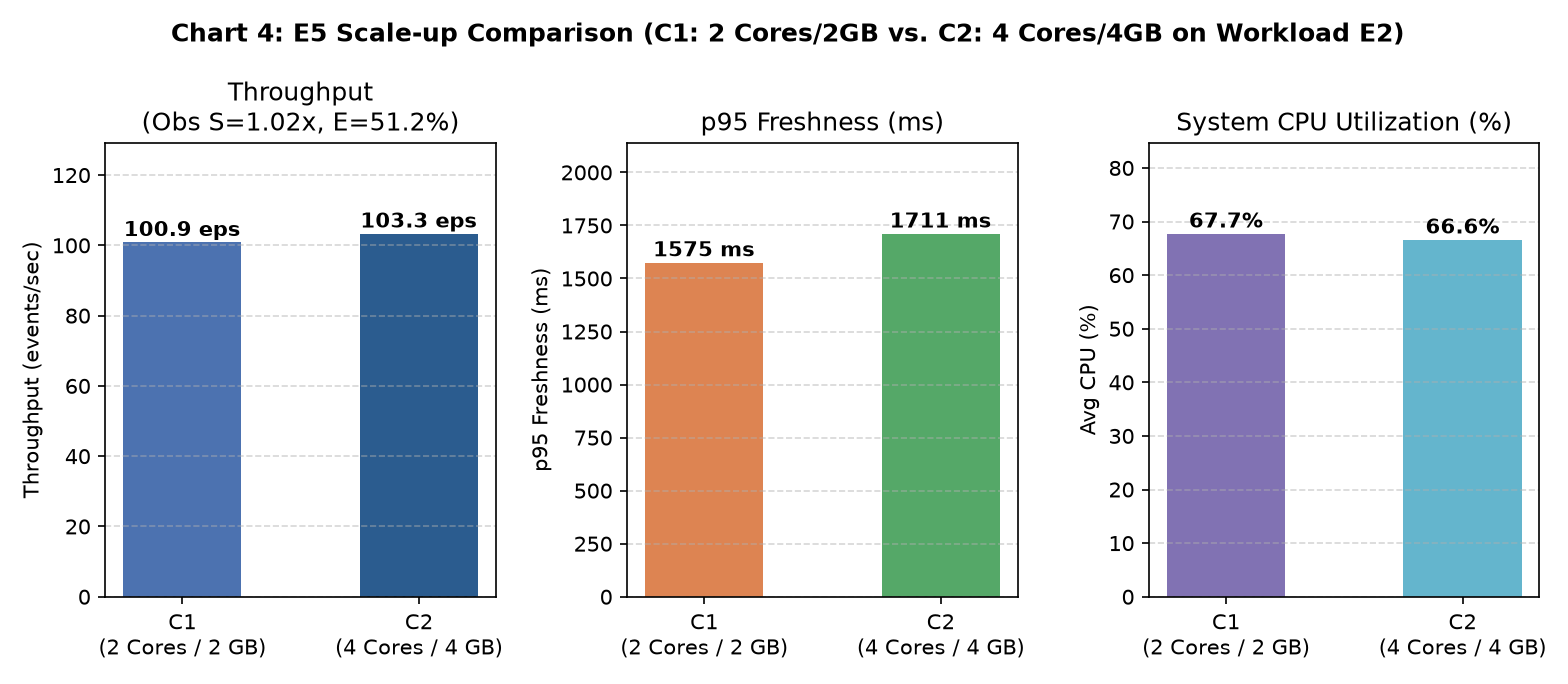 Chart 4: E5 Scale-up Comparison (C1: 2 Cores/2GB vs. C2: 4 Cores/4GB on Workload E2)
Throughput
(Obs S=1.02x, E=51.2%)
Throughput (events/sec)
120
100
80
60
40
20
0
100.9 eps
103.3 eps
C1
(2 Cores / 2 GB)
C2
(4 Cores / 4 GB)
p95 Freshness (ms)
p95 Freshness (ms)
2000
1750
1500
1250
1000
750
500
250
0
1575 ms
1711 ms
C1
(2 Cores / 2 GB)
C2
(4 Cores / 4 GB)
System CPU Utilization (%)
Avg CPU (%)
80
70
60
50
40
30
20
10
0
67.7%
66.6%
C1
(2 Cores / 2 GB)
C2
(4 Cores / 4 GB)